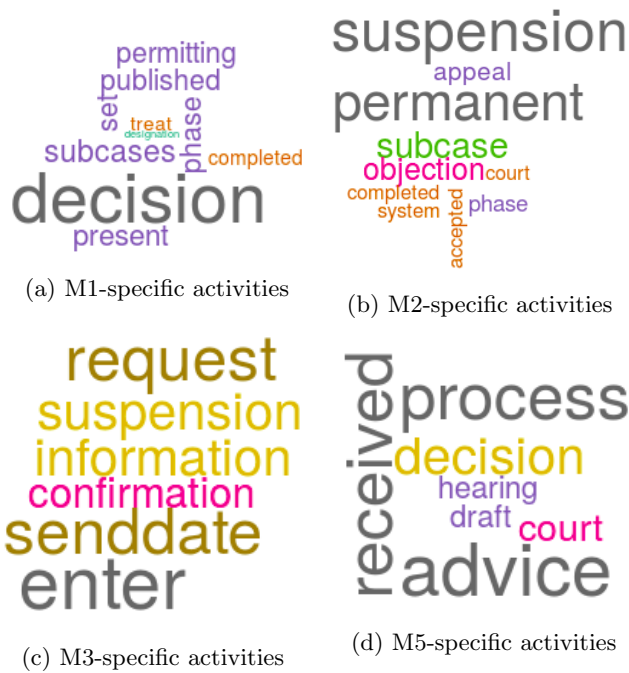 permitting
published
set
phase
treat
designation
subcases
completed
decision
present
(a) M1-specific activities
suspension
appeal
permanent
subcase
objection
court
completed
system
accepted
phase
(b) M2-specific activities
request
suspension
information
confirmation
senddate
enter
(c) M3-specific activities
received
process
decision
hearing
draft
court
advice
(d) M5-specific activities